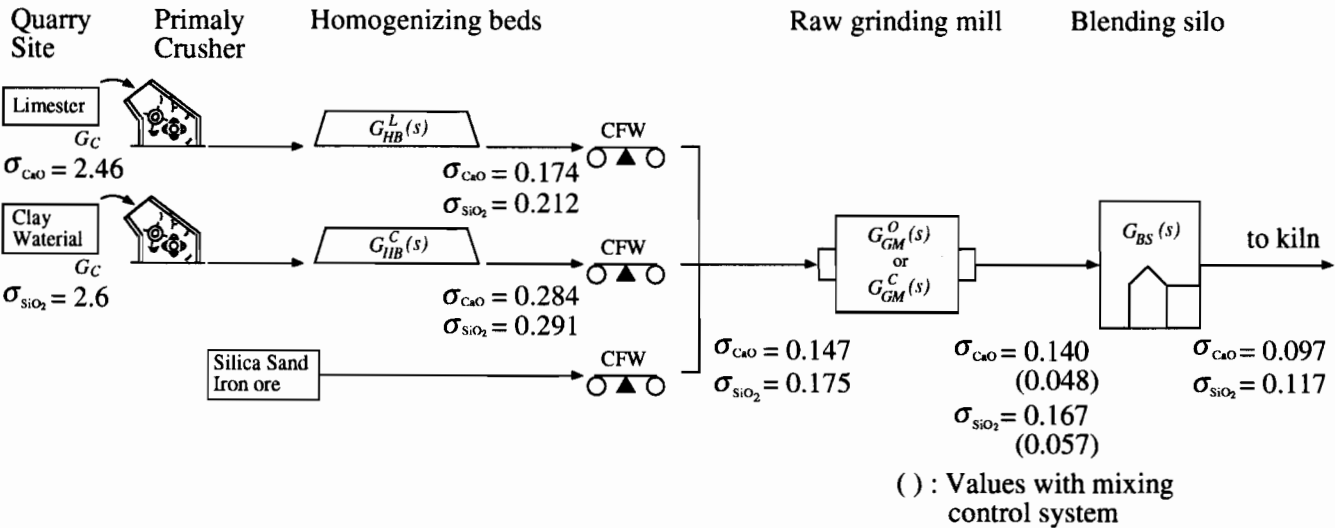 Quarry Site
Primaly Crusher
Homogenizing beds
Raw grinding mill
Blending silo
Limester
G_C
σ_CaO = 2.46
G_HB^L(s)
σ_CaO = 0.174
σ_SiO₂ = 0.212
CFW
Clay
Waterial
G_C
σ_SiO₂ = 2.6
G_HB^C(s)
σ_CaO = 0.284
σ_SiO₂ = 0.291
CFW
Silica Sand
Iron ore
CFW
σ_CaO = 0.147
σ_SiO₂ = 0.175
G_GM^O(s)
or
G_GM^C(s)
σ_CaO = 0.140
(0.048)
σ_SiO₂ = 0.167
(0.057)
G_BS(s)
to kiln
σ_CaO = 0.097
σ_SiO₂ = 0.117
( ) : Values with mixing
control system